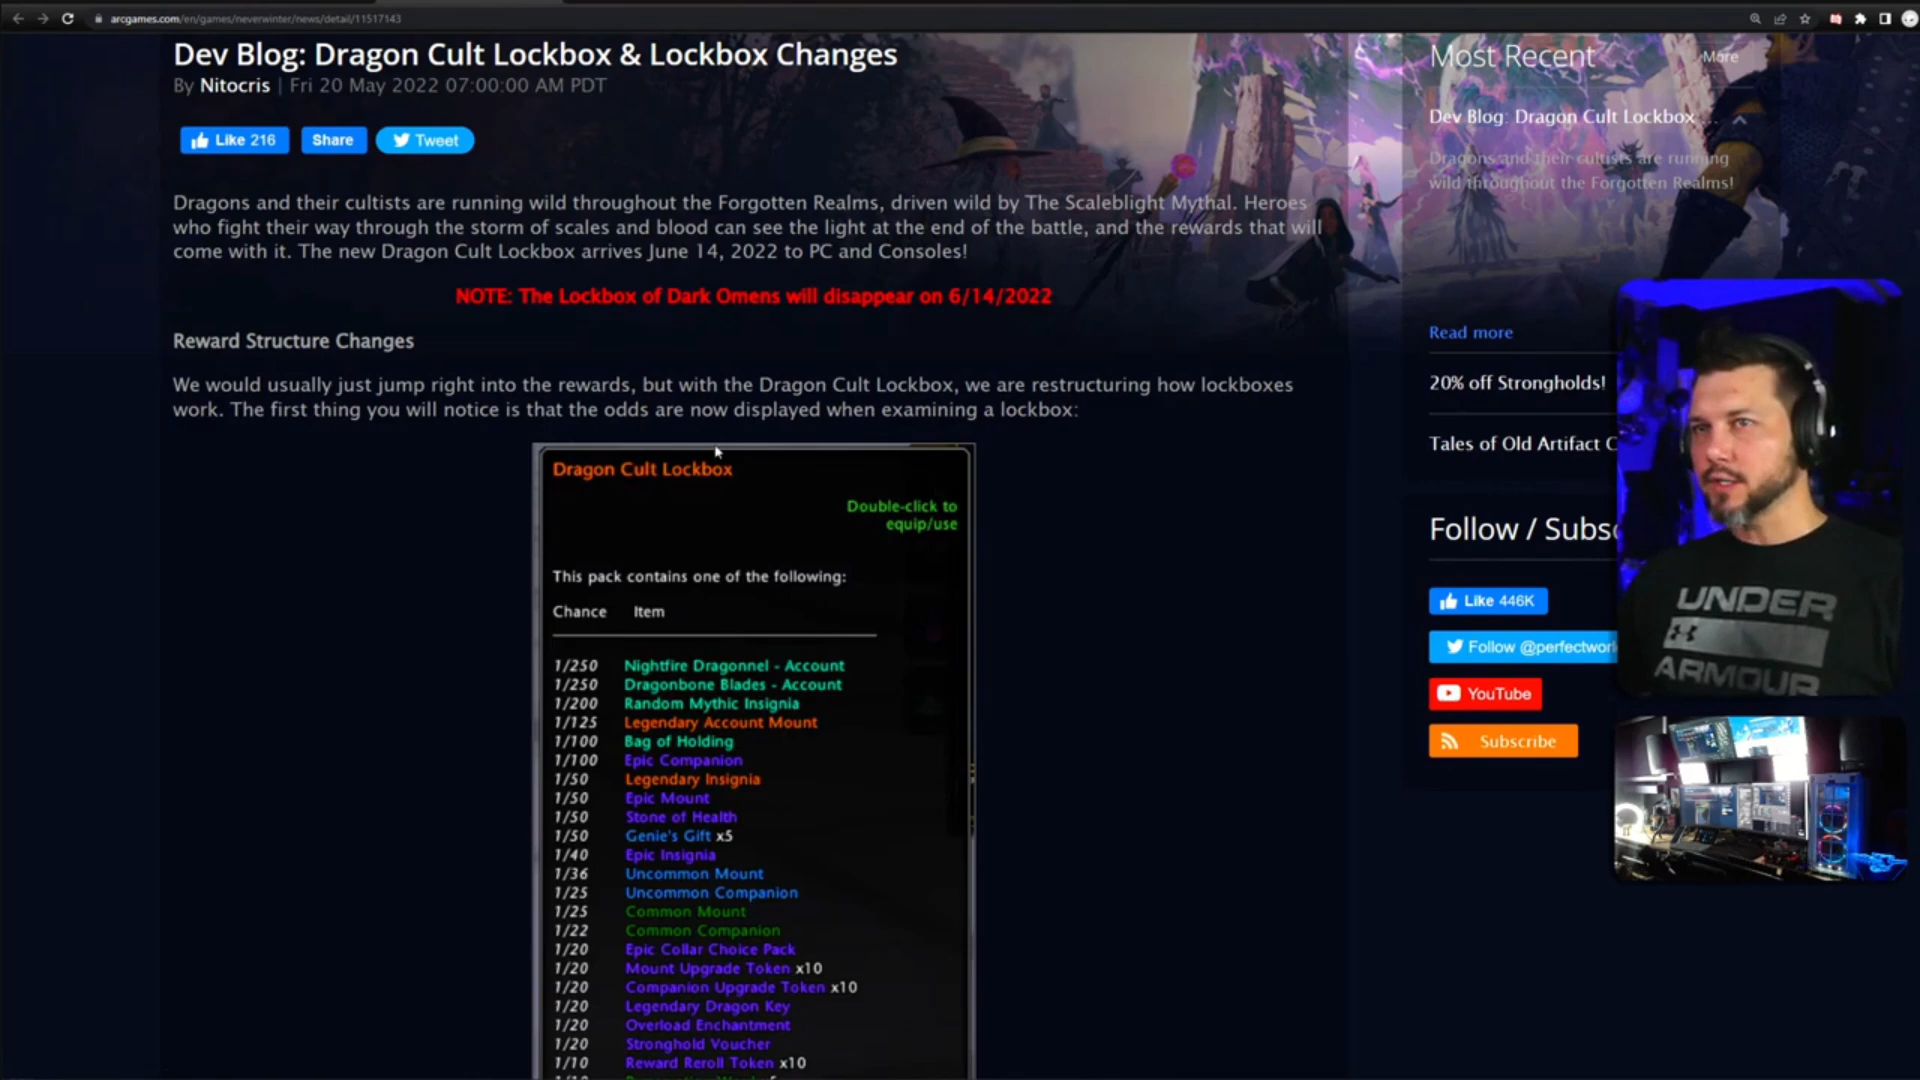 arcgames.com/en/games/neverwinter/news/detail/11517143
Dev Blog: Dragon Cult Lockbox & Lockbox Changes
By Nitocris | Fri 20 May 2022 07:00:00 AM PDT
Like 216
Share
Tweet
Dragons and their cultists are running wild throughout the Forgotten Realms, driven wild by The Scaleblight Mythal. Heroes
who fight their way through the storm of scales and blood can see the light at the end of the battle, and the rewards that will
come with it. The new Dragon Cult Lockbox arrives June 14, 2022 to PC and Consoles!
NOTE: The Lockbox of Dark Omens will disappear on 6/14/2022
Reward Structure Changes
We would usually just jump right into the rewards, but with the Dragon Cult Lockbox, we are restructuring how lockboxes
work. The first thing you will notice is that the odds are now displayed when examining a lockbox:
Dragon Cult Lockbox
Double-click to
equip/use
This pack contains one of the following:
Chance Item
1/250 Nightfire Dragonnel - Account
1/250 Dragonbone Blades - Account
1/200 Random Mythic Insignia
1/125 Legendary Account Mount
1/100 Bag of Holding
1/100 Epic Companion
1/50 Legendary Insignia
1/50 Epic Mount
1/50 Stone of Health
1/50 Genie's Gift x5
1/40 Epic Insignia
1/36 Uncommon Mount
1/25 Uncommon Companion
1/25 Common Mount
1/22 Common Companion
1/20 Epic Collar Choice Pack
1/20 Mount Upgrade Token x10
1/20 Companion Upgrade Token x10
1/20 Legendary Dragon Key
1/20 Overload Enchantment
1/20 Stronghold Voucher
1/10 Reward Reroll Token x10
Most Recent
More
Dev Blog: Dragon Cult Lockbox ...
Dragons and their cultists are running
wild throughout the Forgotten Realms!
Read more
20% off Strongholds!
Tales of Old Artifact C
Follow / Subsc
Like 446K
Follow @perfectworl
YouTube
Subscribe
UNDER
ARMOUR